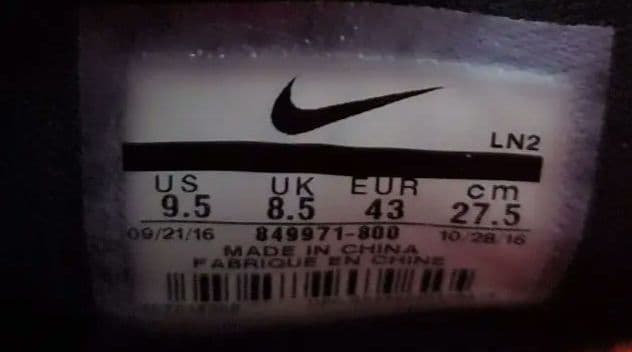 LN2
US UK EUR cm
9.5 8.5 43 27.5
09/21/16 849971-800 10/28/16
MADE IN CHINA
FABRIQUE EN CHINE